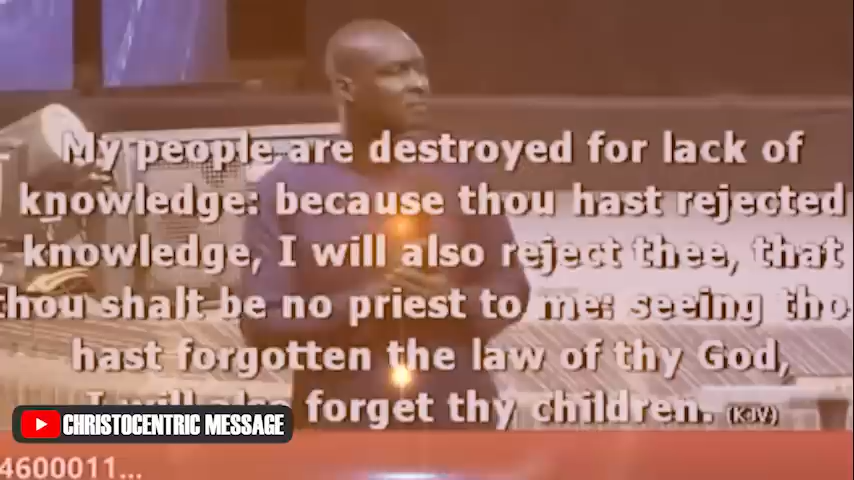 My people are destroyed for lack of
knowledge: because thou hast rejected
knowledge, I will also reject thee, that
thou shalt be no priest to me: seeing tho
hast forgotten the law of thy God,
I will also forget thy children. (KJV)
CHRISTOCENTRIC MESSAGE
4600011...